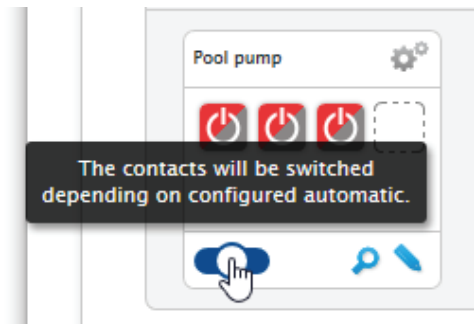 Pool pump
The contacts will be switched
depending on configured automatic.